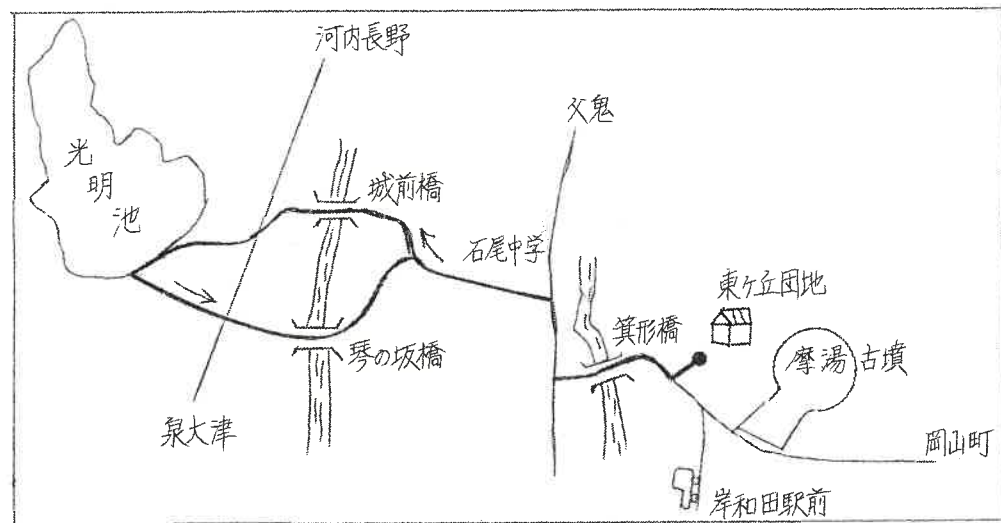 河内長野
父鬼
光明池
城前橋
石尾中学
東ヶ丘団地
箕形橋
琴の坂橋
摩湯古墳
泉大津
岡山町
岸和田駅前